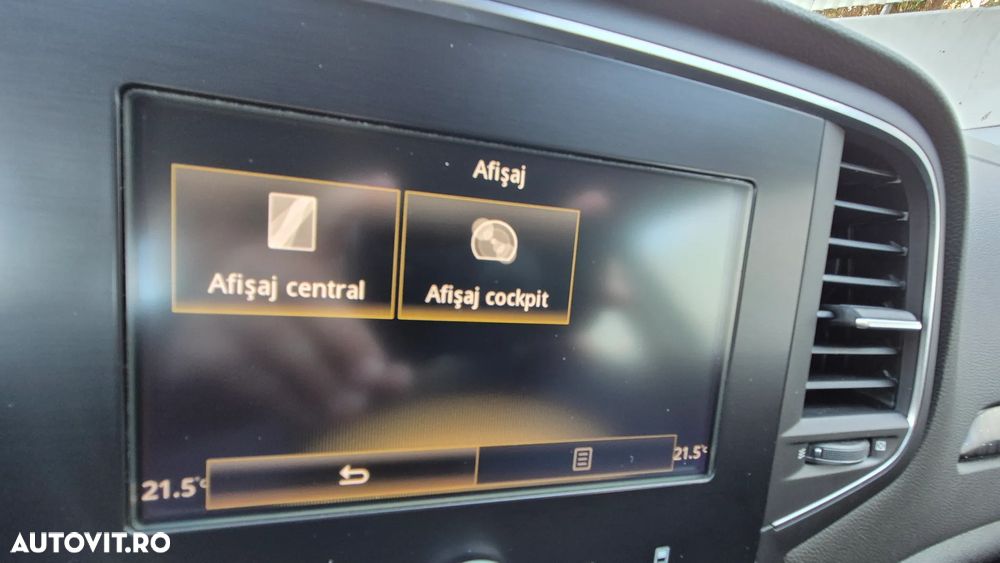 Afişaj
Afişaj central
Afişaj cockpit
21.5°C
21.5°C
AUTOVIT.RO